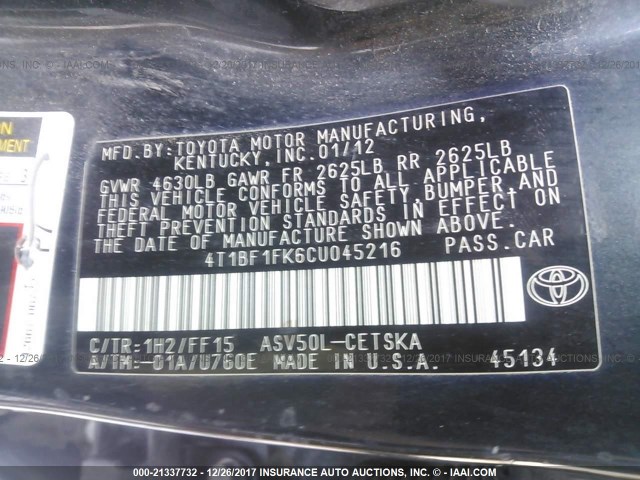 MFD.BY:TOYOTA MOTOR MANUFACTURING,
KENTUCKY,INC.01/12
GVWR 4630LB GAWR FR 2625LB RR 2625LB
THIS VEHICLE CONFORMS TO ALL APPLICABLE
FEDERAL MOTOR VEHICLE SAFETY,BUMPER,AND
THEFT PREVENTION STANDARDS IN EFFECT ON
THE DATE OF MANUFACTURE SHOWN ABOVE.
4T1BF1FK6CU045216 PASS.CAR
C/TR:1H2/FF15 ASV50L-CETSKA
A/TM:-01A/U760E MADE IN U.S.A. 45134
TOYOTA
000-21337732 - 12/26/2017 INSURANCE AUTO AUCTIONS INC. - © - IAAI.COM